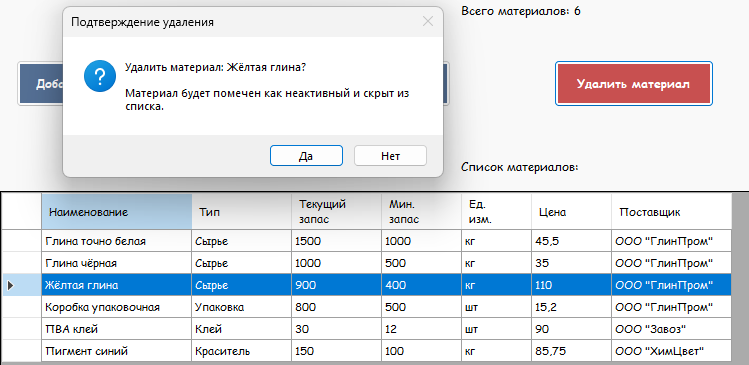 Подтверждение удаления
Всего материалов: 6
Удалить материал: Жёлтая глина?
Материал будет помечен как неактивный и скрыт из
списка.
Удалить материал
Да
Нет
Список материалов:
Наименование Тип Текущий запас Мин. запас Ед. изм. Цена Поставщик
Глина точно белая Сырье 1500 1000 кг 45,5 ООО "ГлинПром"
Глина чёрная Сырье 1000 500 кг 35 ООО "ГлинПром"
Жёлтая глина Сырье 900 400 кг 110 ООО "ГлинПром"
Коробка упаковочная Упаковка 800 500 шт 15,2 ООО "ГлинПром"
ПВА клей Клей 30 12 шт 90 ООО "Завоз"
Пигмент синий Краситель 150 100 кг 85,75 ООО "ХимЦвет"